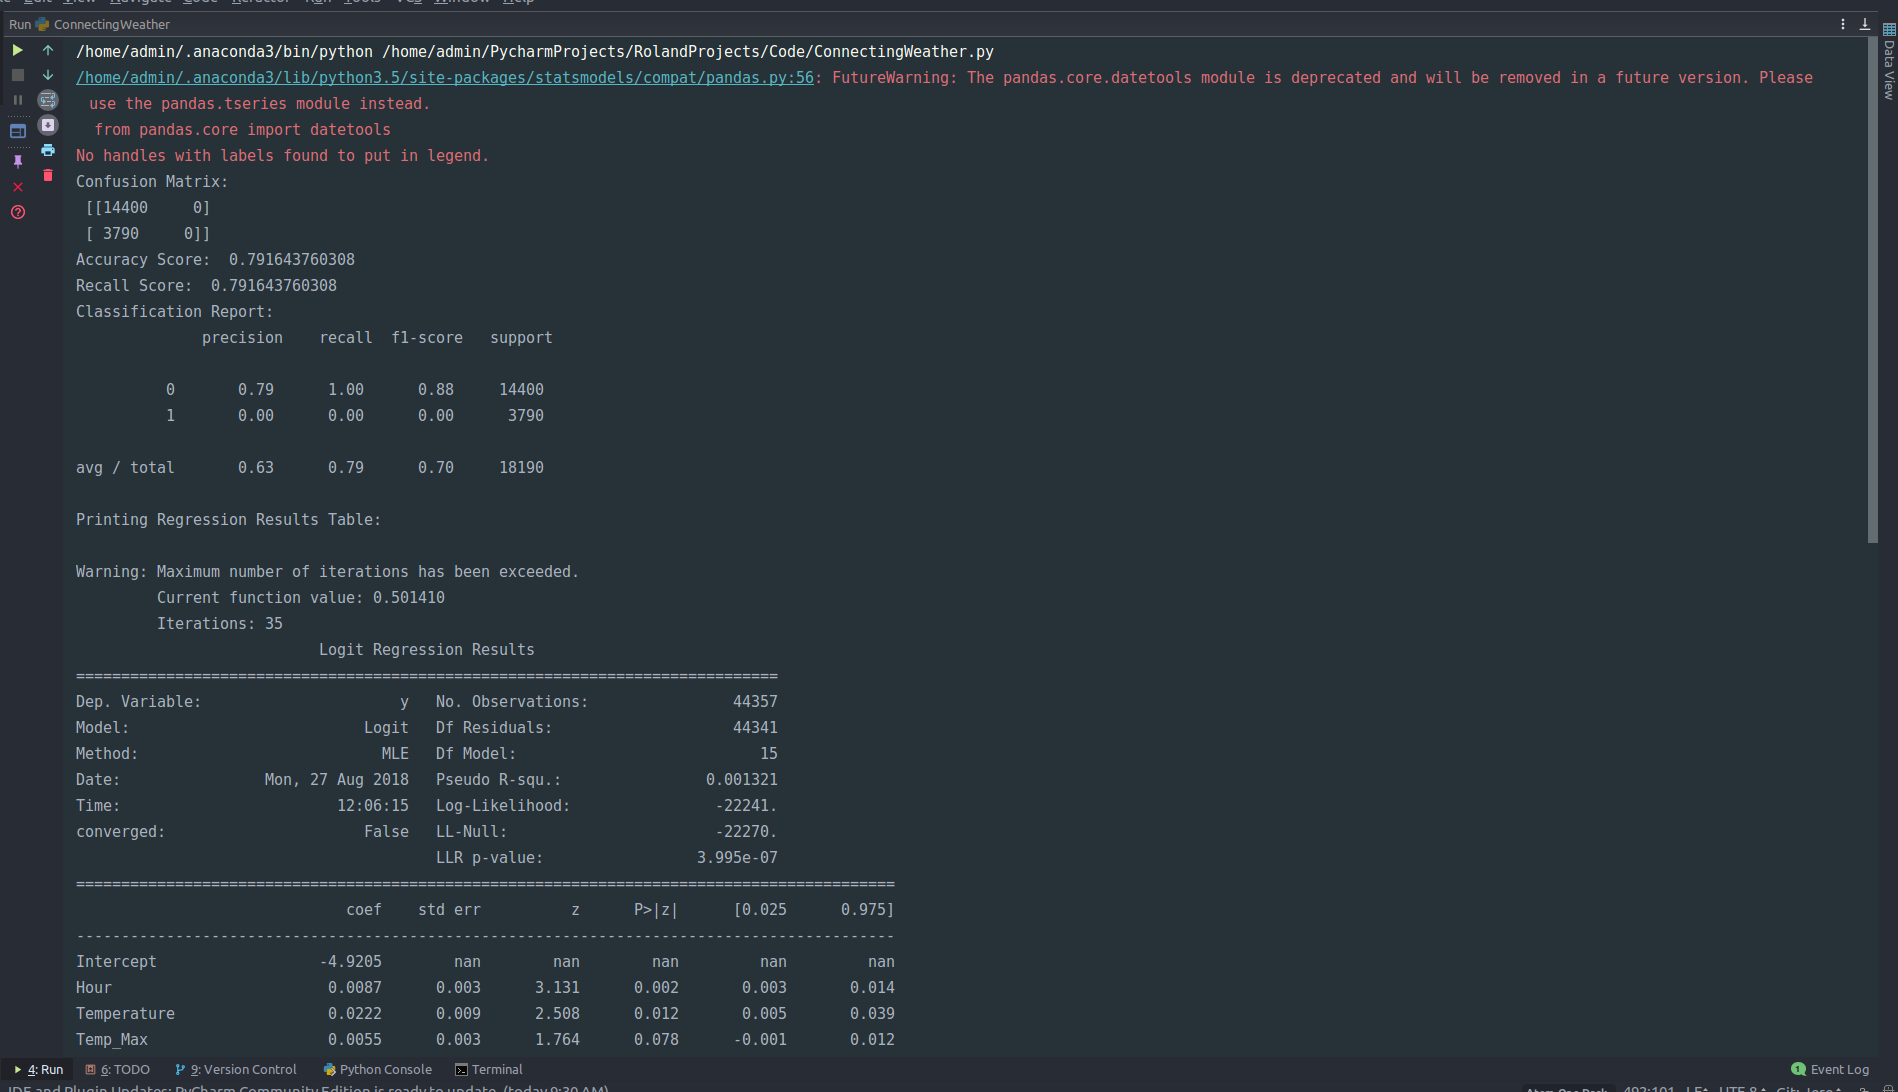 Run ConnectingWeather
/home/admin/.anaconda3/bin/python /home/admin/PycharmProjects/RolandProjects/Code/ConnectingWeather.py
/home/admin/.anaconda3/lib/python3.5/site-packages/statsmodels/compat/pandas.py:56: FutureWarning: The pandas.core.datetools module is deprecated and will be removed in a future version. Please
use the pandas.tseries module instead.
from pandas.core import datetools
No handles with labels found to put in legend.
Confusion Matrix:
[[14400     0]
[ 3790     0]]
Accuracy Score:  0.791643760308
Recall Score:  0.791643760308
Classification Report:
precision    recall  f1-score   support
0       0.79      1.00      0.88     14400
1       0.00      0.00      0.00      3790
avg / total       0.63      0.79      0.70     18190
Printing Regression Results Table:
Warning: Maximum number of iterations has been exceeded.
Current function value: 0.501410
Iterations: 35
Logit Regression Results
==============================================================================
Dep. Variable:                      y   No. Observations:                44357
Model:                          Logit   Df Residuals:                    44341
Method:                           MLE   Df Model:                           15
Date:                Mon, 27 Aug 2018   Pseudo R-squ.:                0.001321
Time:                        12:06:15   Log-Likelihood:                -22241.
converged:                      False   LL-Null:                       -22270.
LLR p-value:                 3.995e-07
===========================================================================================
coef    std err          z      P>|z|      [0.025      0.975]
-------------------------------------------------------------------------------------------
Intercept                  -4.9205        nan        nan        nan         nan         nan
Hour                        0.0087      0.003      3.131      0.002       0.003       0.014
Temperature                 0.0222      0.009      2.508      0.012       0.005       0.039
Temp_Max                    0.0055      0.003      1.764      0.078      -0.001       0.012
Data View
4: Run 6: TODO 9: Version Control Python Console Terminal 1 Event Log
IDE and Plugin Updates: PyCharm Community Edition is ready to update. (today 9:30 AM) 492:101